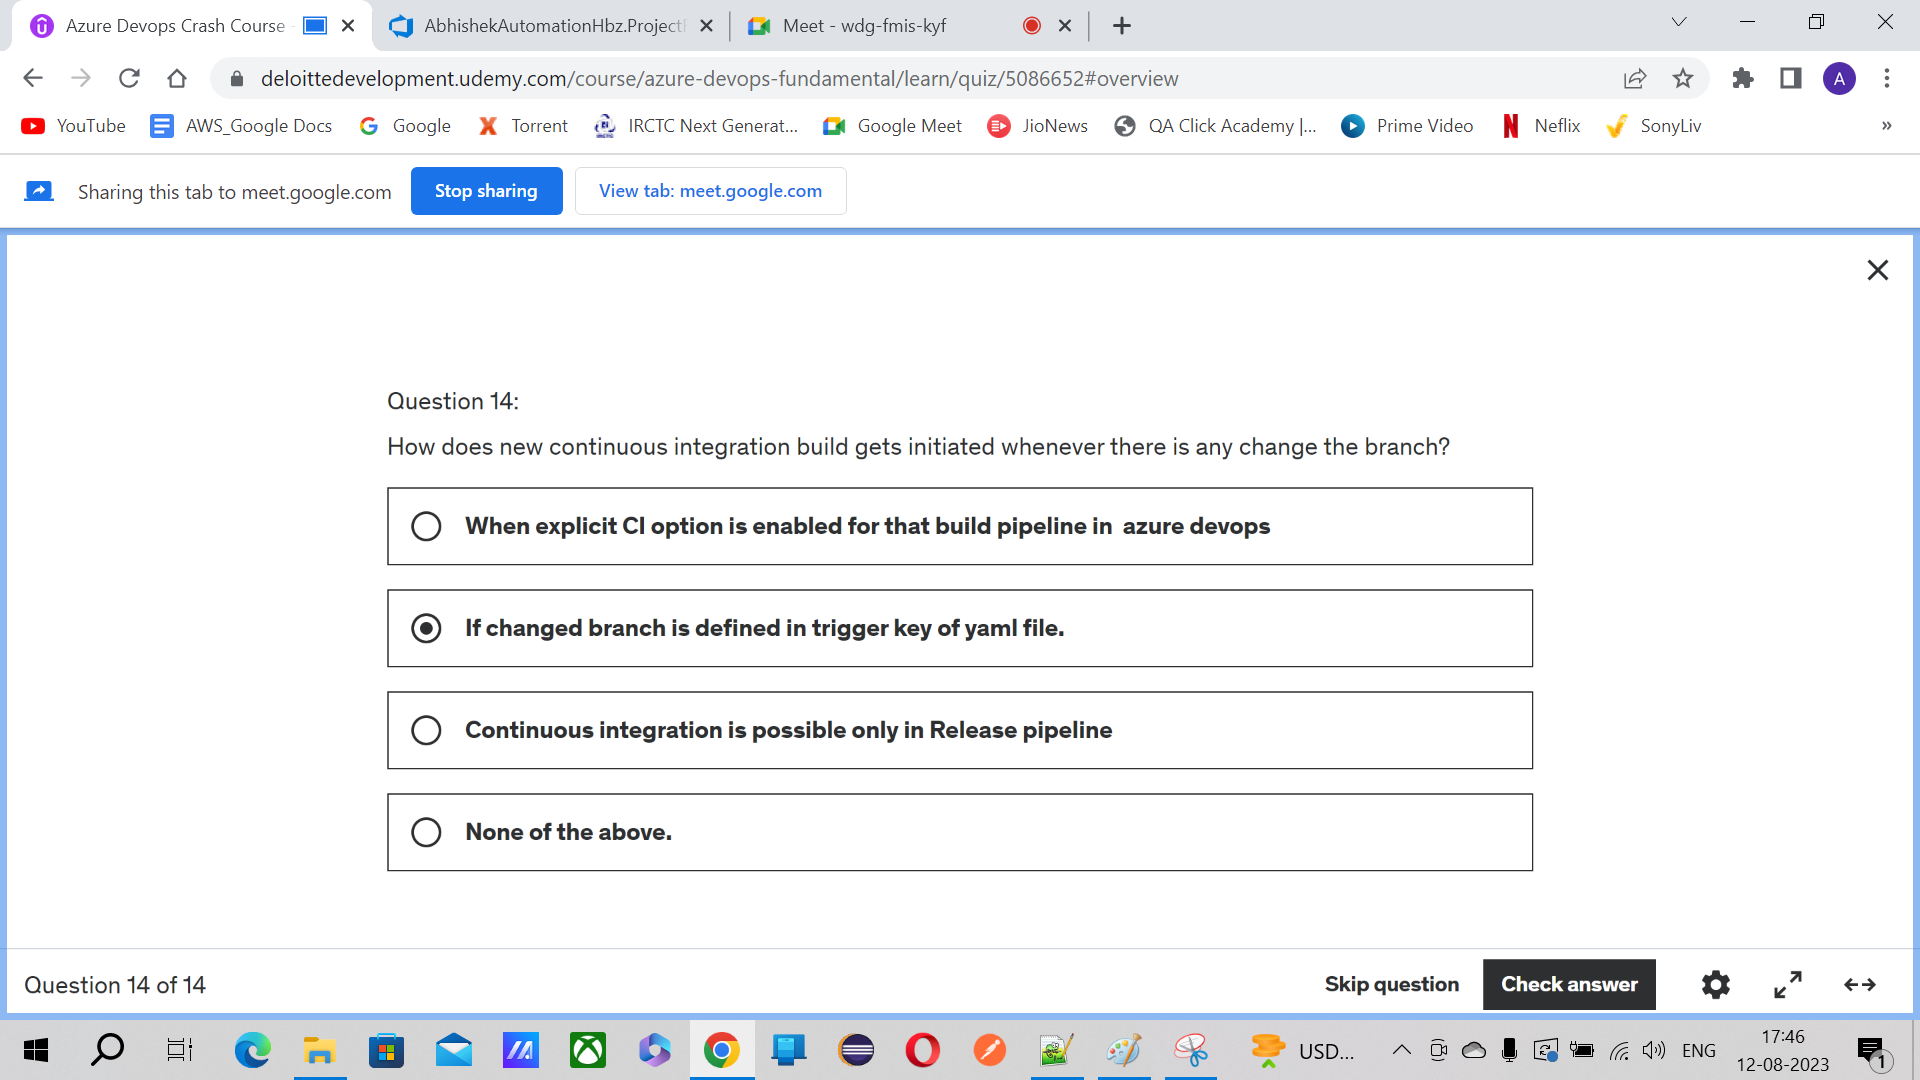 Azure Devops Crash Course
AbhishekAutomationHbz.Project
Meet - wdg-fmis-kyf
deloittedevelopment.udemy.com/course/azure-devops-fundamental/learn/quiz/5086652#overview
A
YouTube
AWS_Google Docs
Google
Torrent
IRCTC Next Generat...
Google Meet
JioNews
QA Click Academy |...
Prime Video
Neflix
SonyLiv
»
Sharing this tab to meet.google.com
Stop sharing
View tab: meet.google.com
Question 14:
How does new continuous integration build gets initiated whenever there is any change the branch?
When explicit CI option is enabled for that build pipeline in azure devops
If changed branch is defined in trigger key of yaml file.
Continuous integration is possible only in Release pipeline
None of the above.
Question 14 of 14
Skip question
Check answer
USD...
ENG
17:46
12-08-2023
1